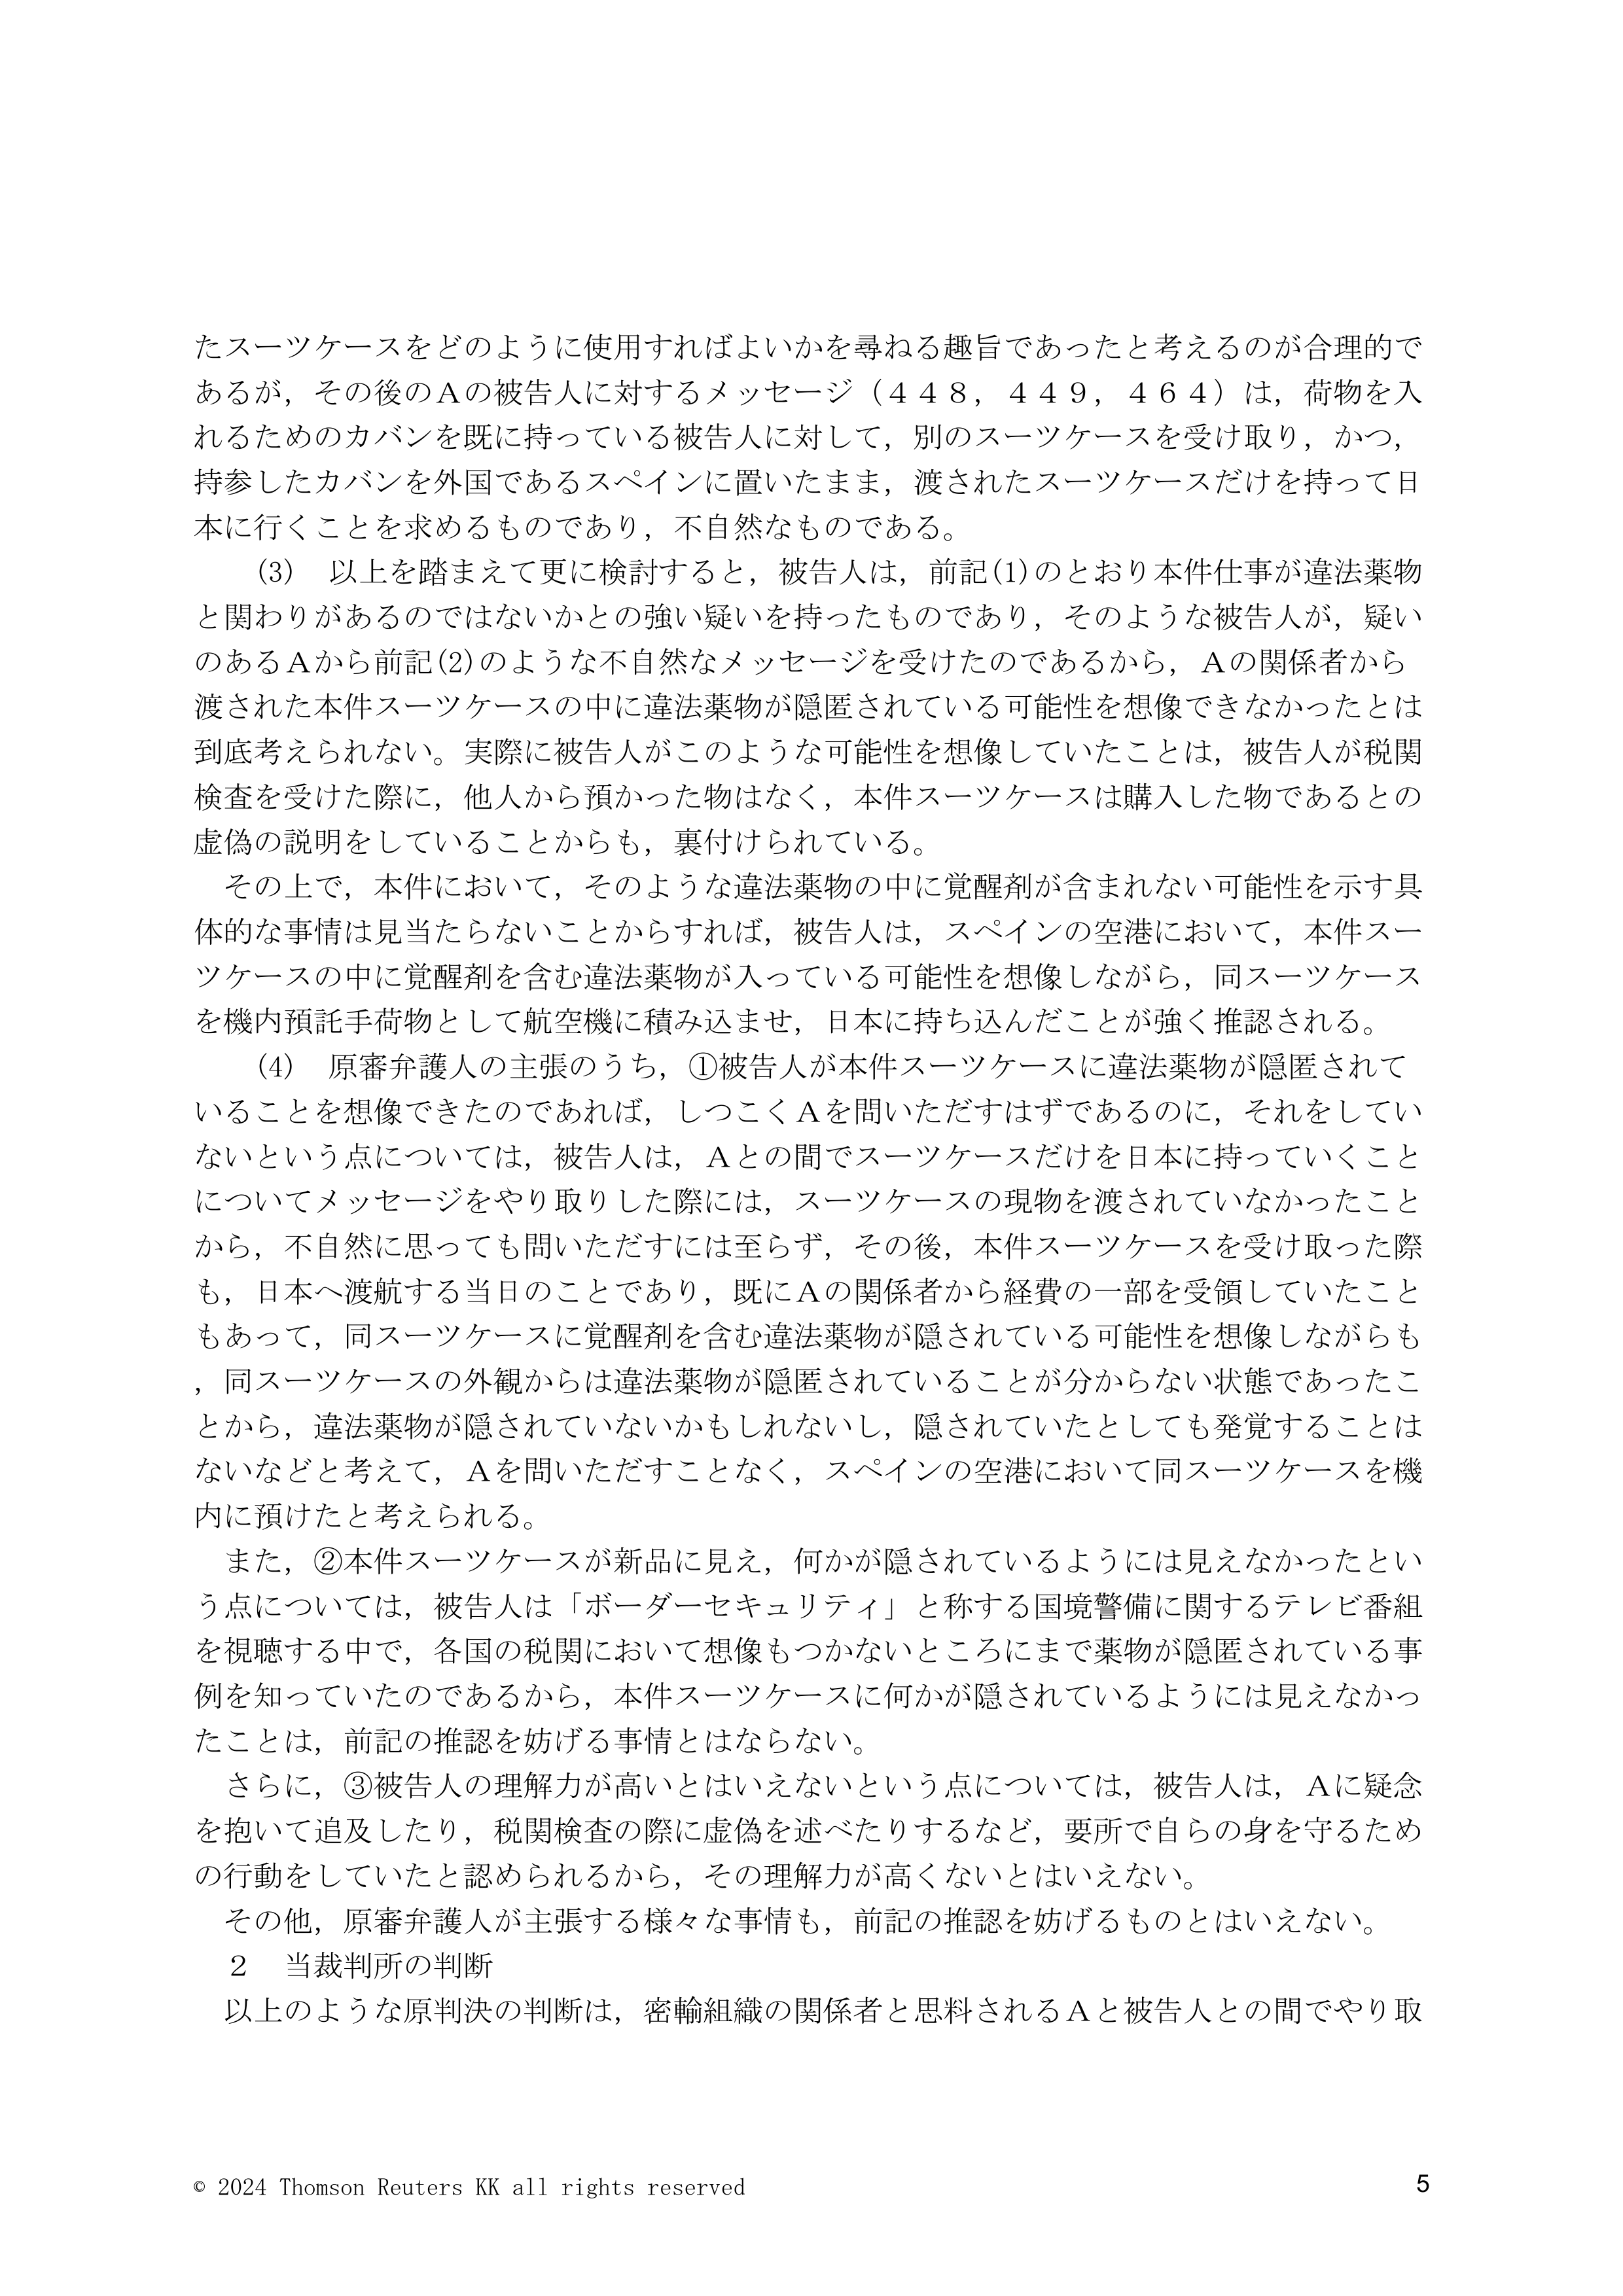 たスーツケースをどのように使用すればよいかを尋ねる趣旨であったと考えるのが合理的で
あるが，その後のＡの被告人に対するメッセージ（４４８，４４９，４６４）は，荷物を入
れるためのカバンを既に持っている被告人に対して，別のスーツケースを受け取り，かつ，
持参したカバンを外国であるスペインに置いたまま，渡されたスーツケースだけを持って日
本に行くことを求めるものであり，不自然なものである。
　　(3)　以上を踏まえて更に検討すると，被告人は，前記(1)のとおり本件仕事が違法薬物
と関わりがあるのではないかとの強い疑いを持ったものであり，そのような被告人が，疑い
のあるＡから前記(2)のような不自然なメッセージを受けたのであるから，Ａの関係者から
渡された本件スーツケースの中に違法薬物が隠匿されている可能性を想像できなかったとは
到底考えられない。実際に被告人がこのような可能性を想像していたことは，被告人が税関
検査を受けた際に，他人から預かった物はなく，本件スーツケースは購入した物であるとの
虚偽の説明をしていることからも，裏付けられている。
　その上で，本件において，そのような違法薬物の中に覚醒剤が含まれない可能性を示す具
体的な事情は見当たらないことからすれば，被告人は，スペインの空港において，本件スー
ツケースの中に覚醒剤を含む違法薬物が入っている可能性を想像しながら，同スーツケース
を機内預託手荷物として航空機に積み込ませ，日本に持ち込んだことが強く推認される。
　　(4)　原審弁護人の主張のうち，①被告人が本件スーツケースに違法薬物が隠匿されて
いることを想像できたのであれば，しつこくＡを問いただすはずであるのに，それをしてい
ないという点については，被告人は，Ａとの間でスーツケースだけを日本に持っていくこと
についてメッセージをやり取りした際には，スーツケースの現物を渡されていなかったこと
から，不自然に思っても問いただすには至らず，その後，本件スーツケースを受け取った際
も，日本へ渡航する当日のことであり，既にＡの関係者から経費の一部を受領していたこと
もあって，同スーツケースに覚醒剤を含む違法薬物が隠されている可能性を想像しながらも
，同スーツケースの外観からは違法薬物が隠匿されていることが分からない状態であったこ
とから，違法薬物が隠されていないかもしれないし，隠されていたとしても発覚することは
ないなどと考えて，Ａを問いただすことなく，スペインの空港において同スーツケースを機
内に預けたと考えられる。
　また，②本件スーツケースが新品に見え，何かが隠されているようには見えなかったとい
う点については，被告人は「ボーダーセキュリティ」と称する国境警備に関するテレビ番組
を視聴する中で，各国の税関において想像もつかないところにまで薬物が隠匿されている事
例を知っていたのであるから，本件スーツケースに何かが隠されているようには見えなかっ
たことは，前記の推認を妨げる事情とはならない。
　さらに，③被告人の理解力が高いとはいえないという点については，被告人は，Ａに疑念
を抱いて追及したり，税関検査の際に虚偽を述べたりするなど，要所で自らの身を守るため
の行動をしていたと認められるから，その理解力が高くないとはいえない。
　その他，原審弁護人が主張する様々な事情も，前記の推認を妨げるものとはいえない。
　２　当裁判所の判断
　以上のような原判決の判断は，密輸組織の関係者と思料されるＡと被告人との間でやり取
© 2024 Thomson Reuters KK all rights reserved
5